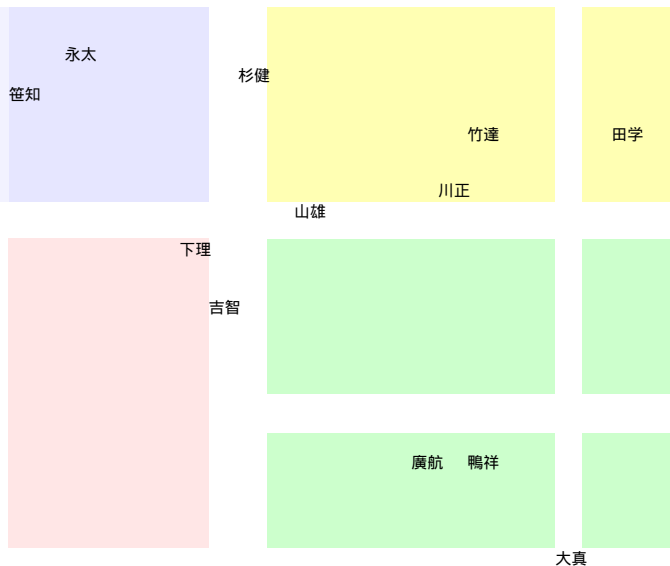 永太
杉健
笹知
竹達
田学
川正
山雄
下理
吉智
廣航
鴨祥
大真